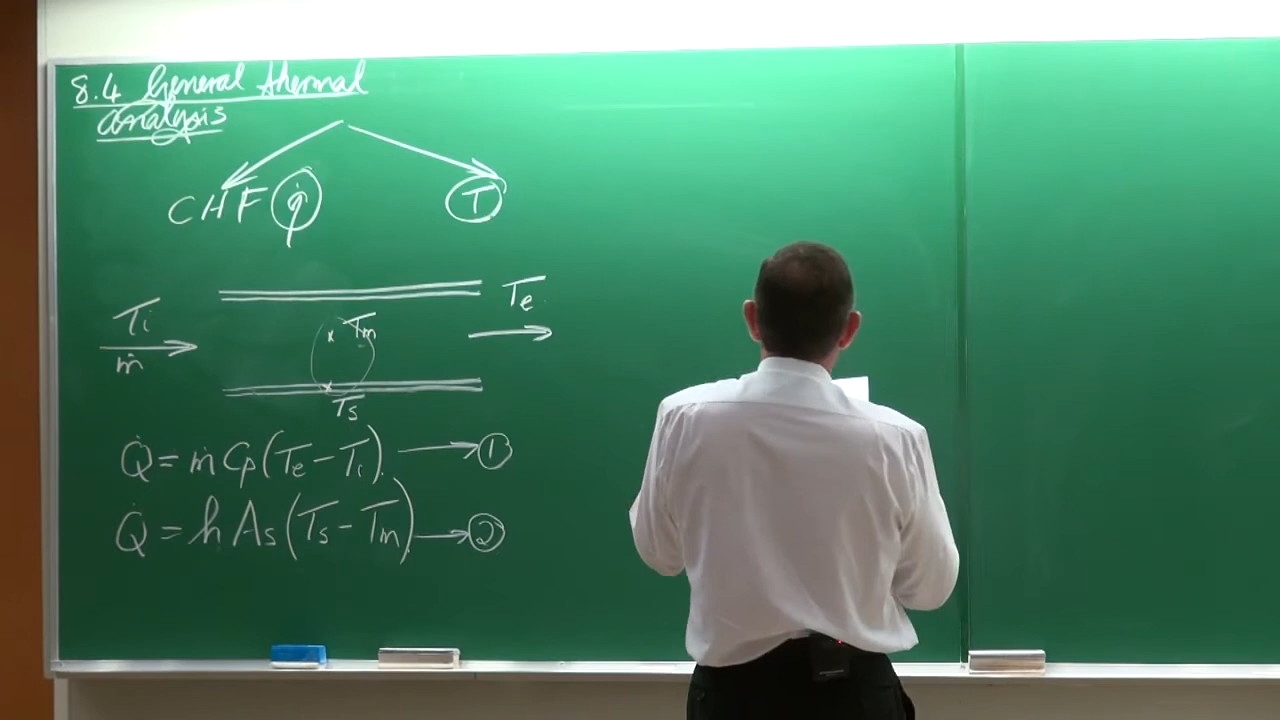 8.4 General thermal
analysis
CHF q̇
T
Ti
ṁ
Te
Tm
Ts
Q̇ = ṁ Cp (Te - Ti) → ①
Q̇ = h As (Ts - Tm) → ②